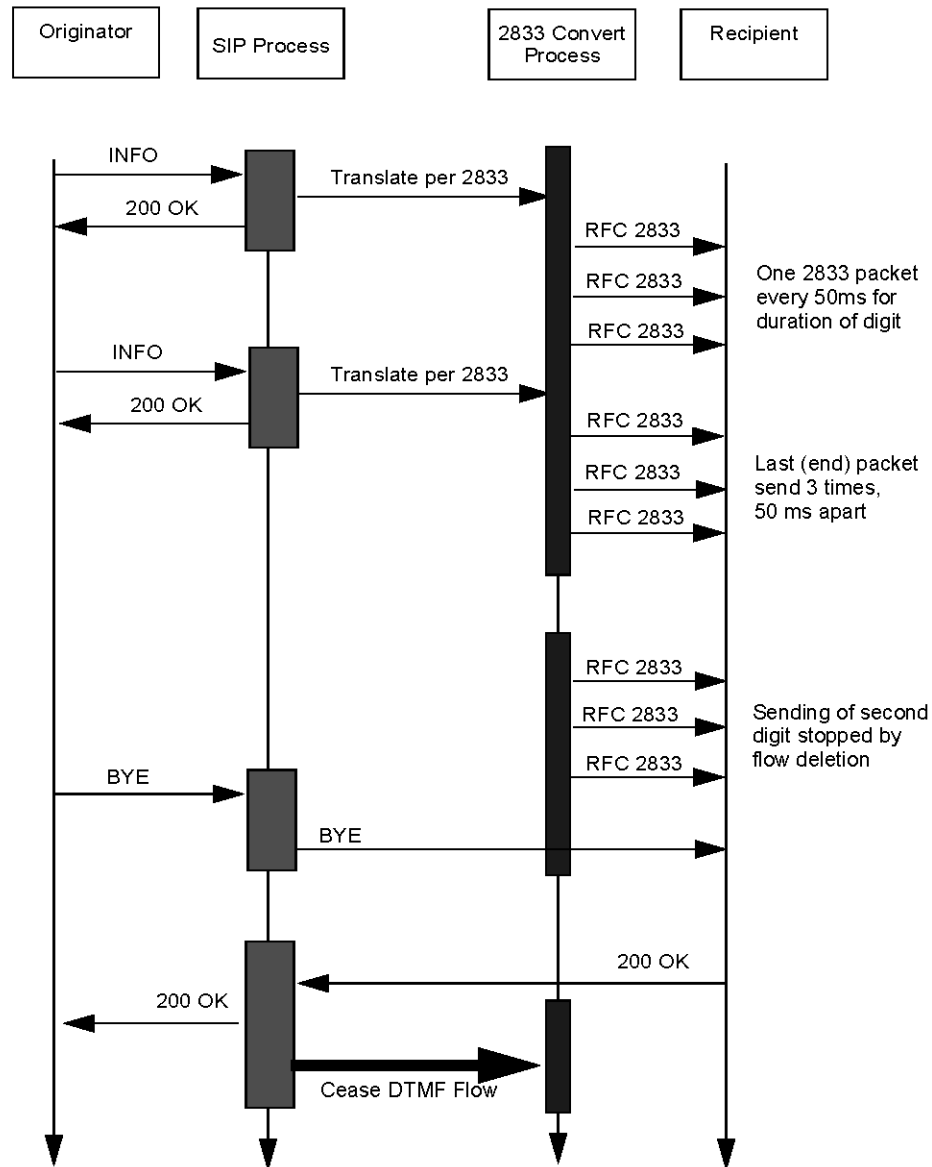 Originator
SIP Process
2833 Convert
Process
Recipient
INFO
Translate per 2833
200 OK
RFC 2833
RFC 2833
RFC 2833
One 2833 packet
every 50ms for
duration of digit
INFO
Translate per 2833
200 OK
RFC 2833
RFC 2833
RFC 2833
Last (end) packet
send 3 times,
50 ms apart
RFC 2833
RFC 2833
RFC 2833
Sending of second
digit stopped by
flow deletion
BYE
BYE
200 OK
200 OK
Cease DTMF Flow